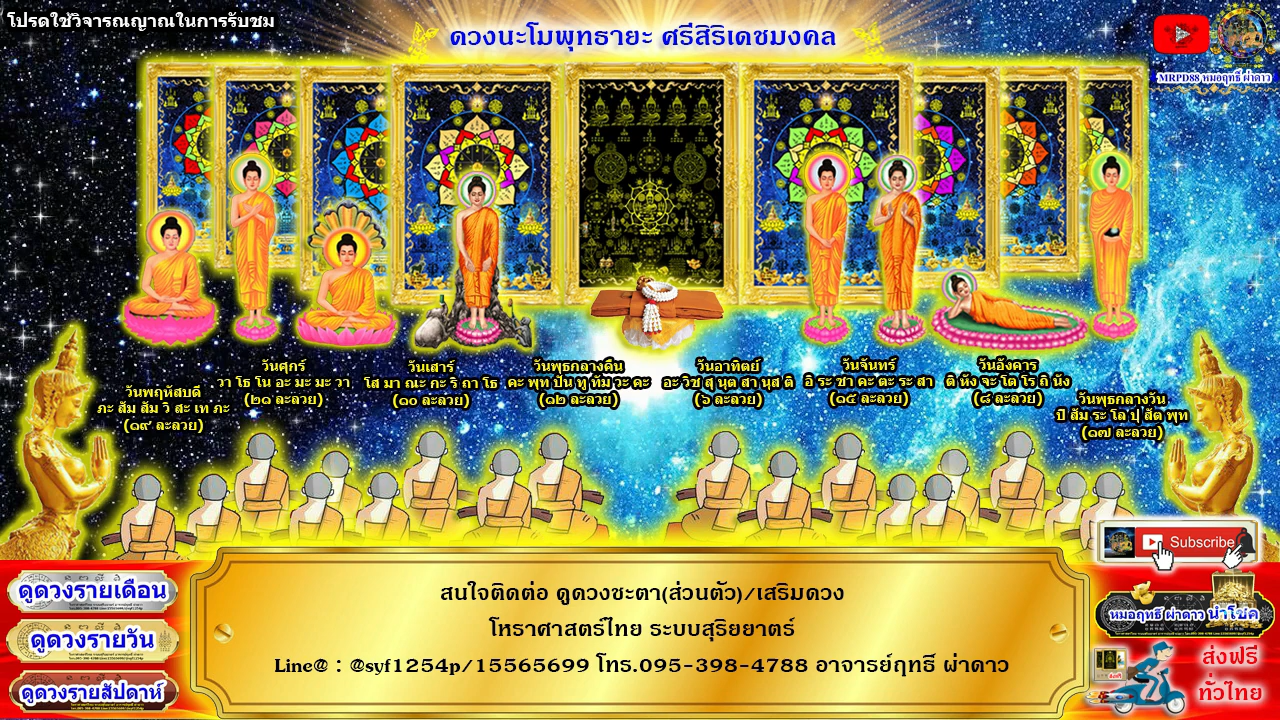 โปรดใช้วิจารณญาณในการรับชม
ดวงนะโมพุทธายะ ศรีสิริเดชมงคล
MRPD88 หมอฤทธิ์ ผ่าดาว
วันพฤหัสบดี
ภะ สัม สัม วิ สะ เท ภะ
(๑๙ ละลวย)
วันศุกร์
วา โธ โน อะ มะ มะ วา
(๒๑ ละลวย)
วันเสาร์
โส มา ณะ กะ ริ ถา โธ
(๑๐ ละลวย)
วันพุธกลางคืน
คะ พุท ปัน ทู ทัม วะ คะ
(๑๒ ละลวย)
วันอาทิตย์
อะ วิช สุ นุต สา นุส ติ
(๖ ละลวย)
วันจันทร์
อิ ระ ชา คะ ตะ ระ สา
(๑๕ ละลวย)
วันอังคาร
ติ หัง จะ โต โร ถิ นัง
(๘ ละลวย)
วันพุธกลางวัน
ปิ สัม ระ โล ปุ สัต พุท
(๑๗ ละลวย)
Subscribe
ดูดวงรายเดือน
ดูดวงรายวัน
ดูดวงรายสัปดาห์
สนใจติดต่อ ดูดวงชะตา(ส่วนตัว)/เสริมดวง
โหราศาสตร์ไทย ระบบสุริยยาตร์
Line@ : @syf1254p/15565699 โทร.095-398-4788 อาจารย์ฤทธิ์ ผ่าดาว
หมอฤทธิ์ ผ่าดาว นำโชค
ส่งฟรี
ทั่วไทย